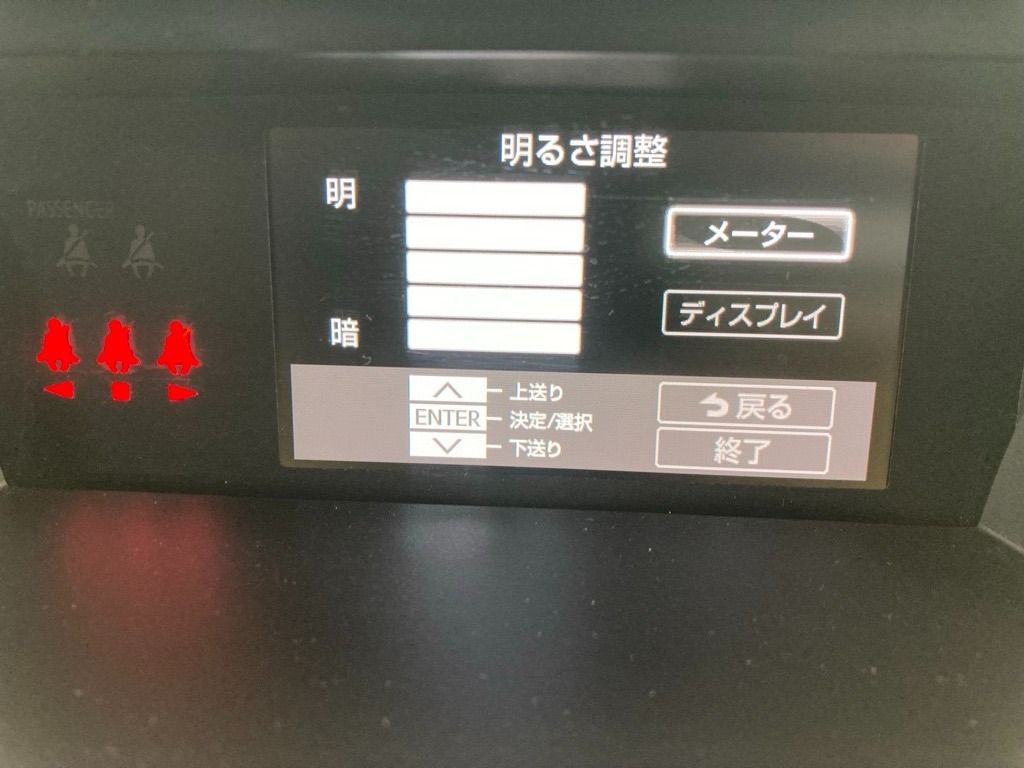 明るさ調整
明
メーター
ディスプレイ
暗
上送り
ENTER 決定/選択
下送り
戻る
終了
PASSENGER